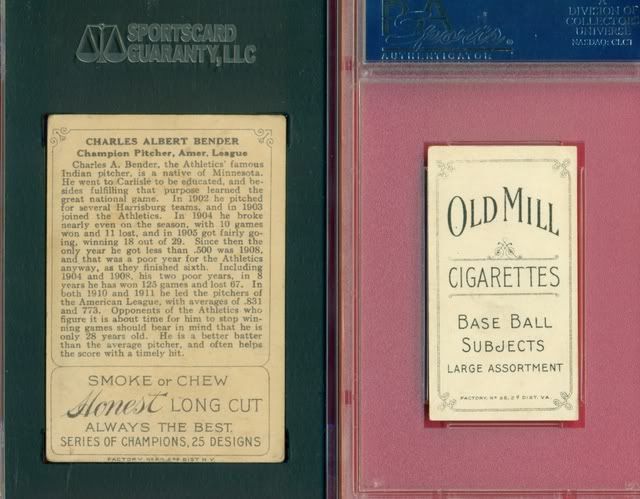 SPORTSCARD
GUARANTY, LLC
CHARLES ALBERT BENDER
Champion Pitcher, Amer. League
Charles A. Bender, the Athletics' famous
Indian pitcher, is a native of Minnesota.
He went to Carlisle to be educated, and be-
sides fulfilling that purpose learned the
great national game. In 1902 he pitched
for several Harrisburg teams, and in 1903
joined the Athletics. In 1904 he broke
nearly even on the season, with 10 games
won and 11 lost, and in 1905 got fairly go-
ing, winning 18 out of 29. Since then the
only year he got less than .500 was 1908,
and that was a poor year for the Athletics
anyway, as they finished sixth. Including
1904 and 1908, his two poor years, in 8
years he has won 125 games and lost 67. In
both 1910 and 1911 he led the pitchers of
the American League, with averages of .831
and 773. Opponents of the Athletics who
figure it is about time for him to stop win-
ning games should bear in mind that he is
only 28 years old. He is a better batter
than the average pitcher, and often helps
the score with a timely hit.
SMOKE or CHEW
Honest LONG CUT
ALWAYS THE BEST.
SERIES OF CHAMPIONS, 25 DESIGNS
FACTORY DIST N.Y.
A
DIVISION OF
COLLECTORS
UNIVERSE
NASDAQ: CLCT
AUTHENTICATOR
OLD MILL
CIGARETTES
BASE BALL
SUBJECTS
LARGE ASSORTMENT
FACTORY, No 25, 2d DIST. VA.